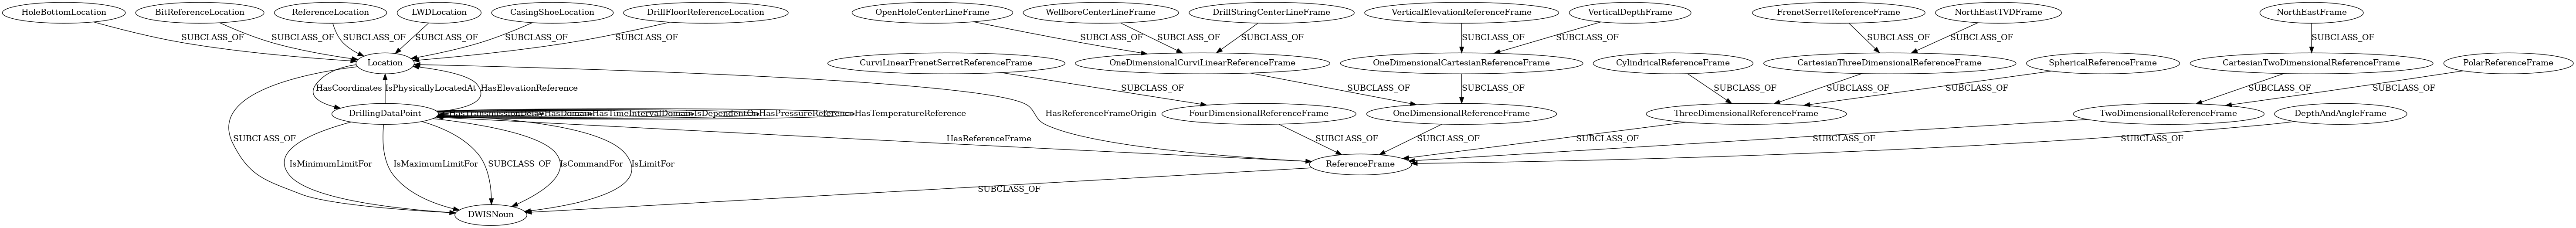 HoleBottomLocation BitReferenceLocation ReferenceLocation LWDLocation CasingShoeLocation DrillFloorReferenceLocation OpenHoleCenterLineFrame WellboreCenterLineFrame DrillStringCenterLineFrame VerticalElevationReferenceFrame VerticalDepthFrame FrenetSerretReferenceFrame NorthEastTVDFrame NorthEastFrame
SUBCLASS_OF SUBCLASS_OF SUBCLASS_OF SUBCLASS_OF SUBCLASS_OF SUBCLASS_OF SUBCLASS_OF SUBCLASS_OF SUBCLASS_OF SUBCLASS_OF SUBCLASS_OF SUBCLASS_OF SUBCLASS_OF SUBCLASS_OF
Location CurviLinearFrenetSerretReferenceFrame OneDimensionalCurviLinearReferenceFrame OneDimensionalCartesianReferenceFrame CylindricalReferenceFrame CartesianThreeDimensionalReferenceFrame SphericalReferenceFrame CartesianTwoDimensionalReferenceFrame PolarReferenceFrame
HasCoordinates IsPhysicallyLocatedAt HasElevationReference SUBCLASS_OF SUBCLASS_OF SUBCLASS_OF SUBCLASS_OF SUBCLASS_OF SUBCLASS_OF SUBCLASS_OF SUBCLASS_OF
DrillingDataPoint HasTransmissionDelay HasDomain HasTimeIntervalDomain IsDependentOn HasPressureReference HasTemperatureReference HasReferenceFrameOrigin FourDimensionalReferenceFrame OneDimensionalReferenceFrame ThreeDimensionalReferenceFrame TwoDimensionalReferenceFrame DepthAndAngleFrame
SUBCLASS_OF HasReferenceFrame SUBCLASS_OF SUBCLASS_OF SUBCLASS_OF SUBCLASS_OF SUBCLASS_OF
IsMinimumLimitFor IsMaximumLimitFor SUBCLASS_OF IsCommandFor IsLimitFor ReferenceFrame
SUBCLASS_OF
DWISNoun